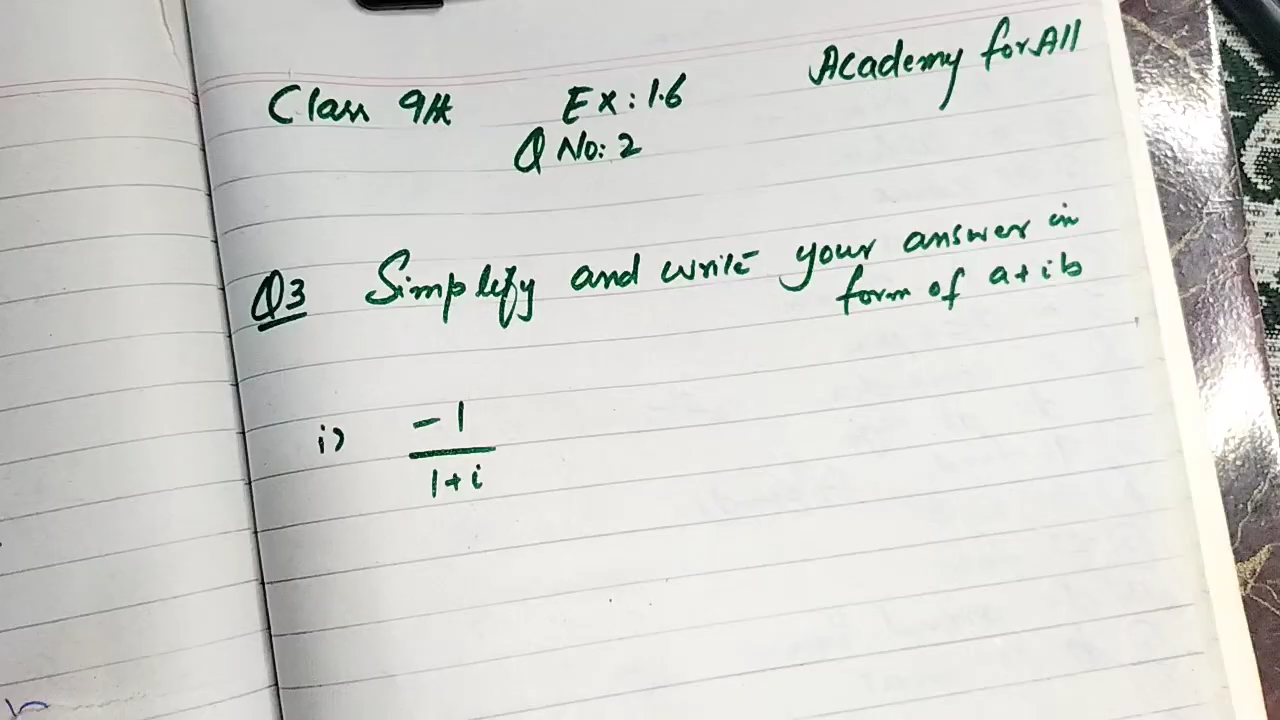 Academy for All
Class 9th Ex: 1.6
Q No: 2
Q3 Simplify and write your answer in
form of a+ib
i) -1
1+i